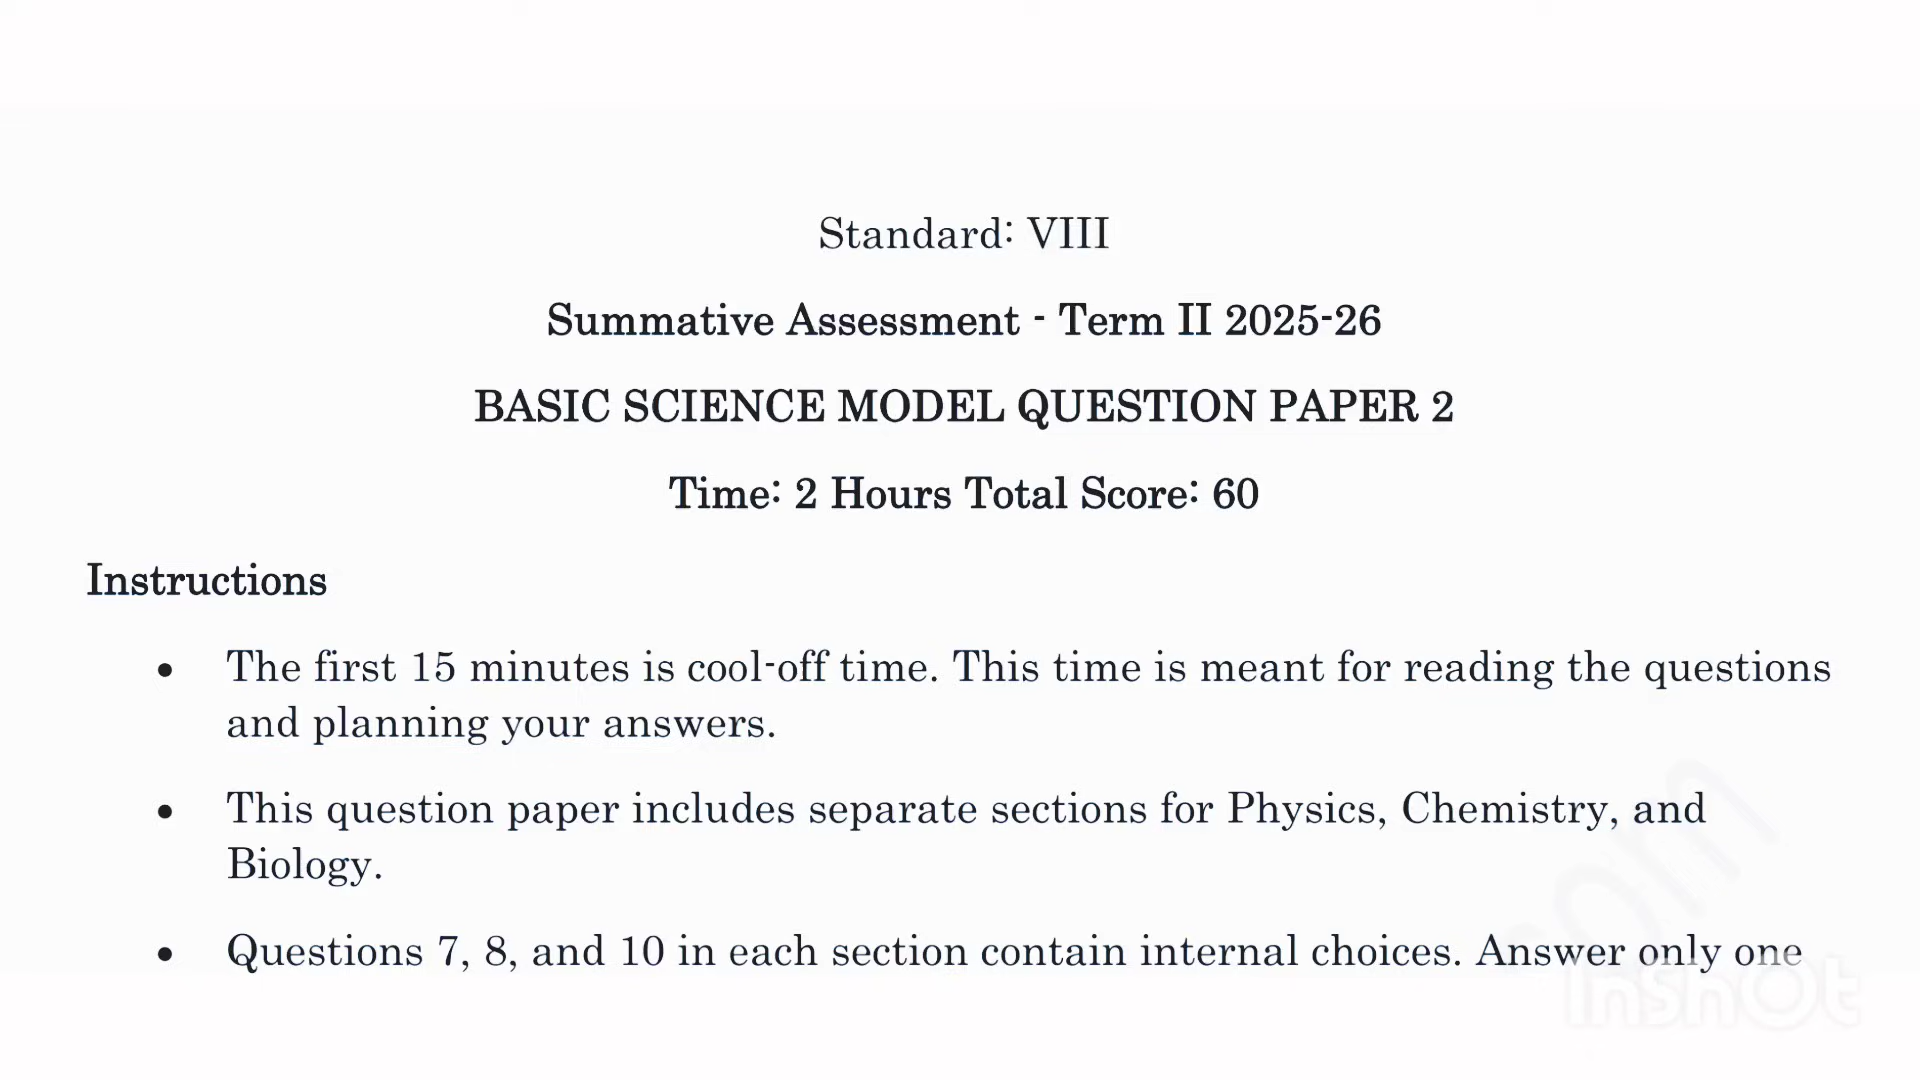 Standard: VIII
Summative Assessment - Term II 2025-26
BASIC SCIENCE MODEL QUESTION PAPER 2
Time: 2 Hours Total Score: 60
Instructions
• The first 15 minutes is cool-off time. This time is meant for reading the questions
and planning your answers.
• This question paper includes separate sections for Physics, Chemistry, and
Biology.
• Questions 7, 8, and 10 in each section contain internal choices. Answer only one
InShOt